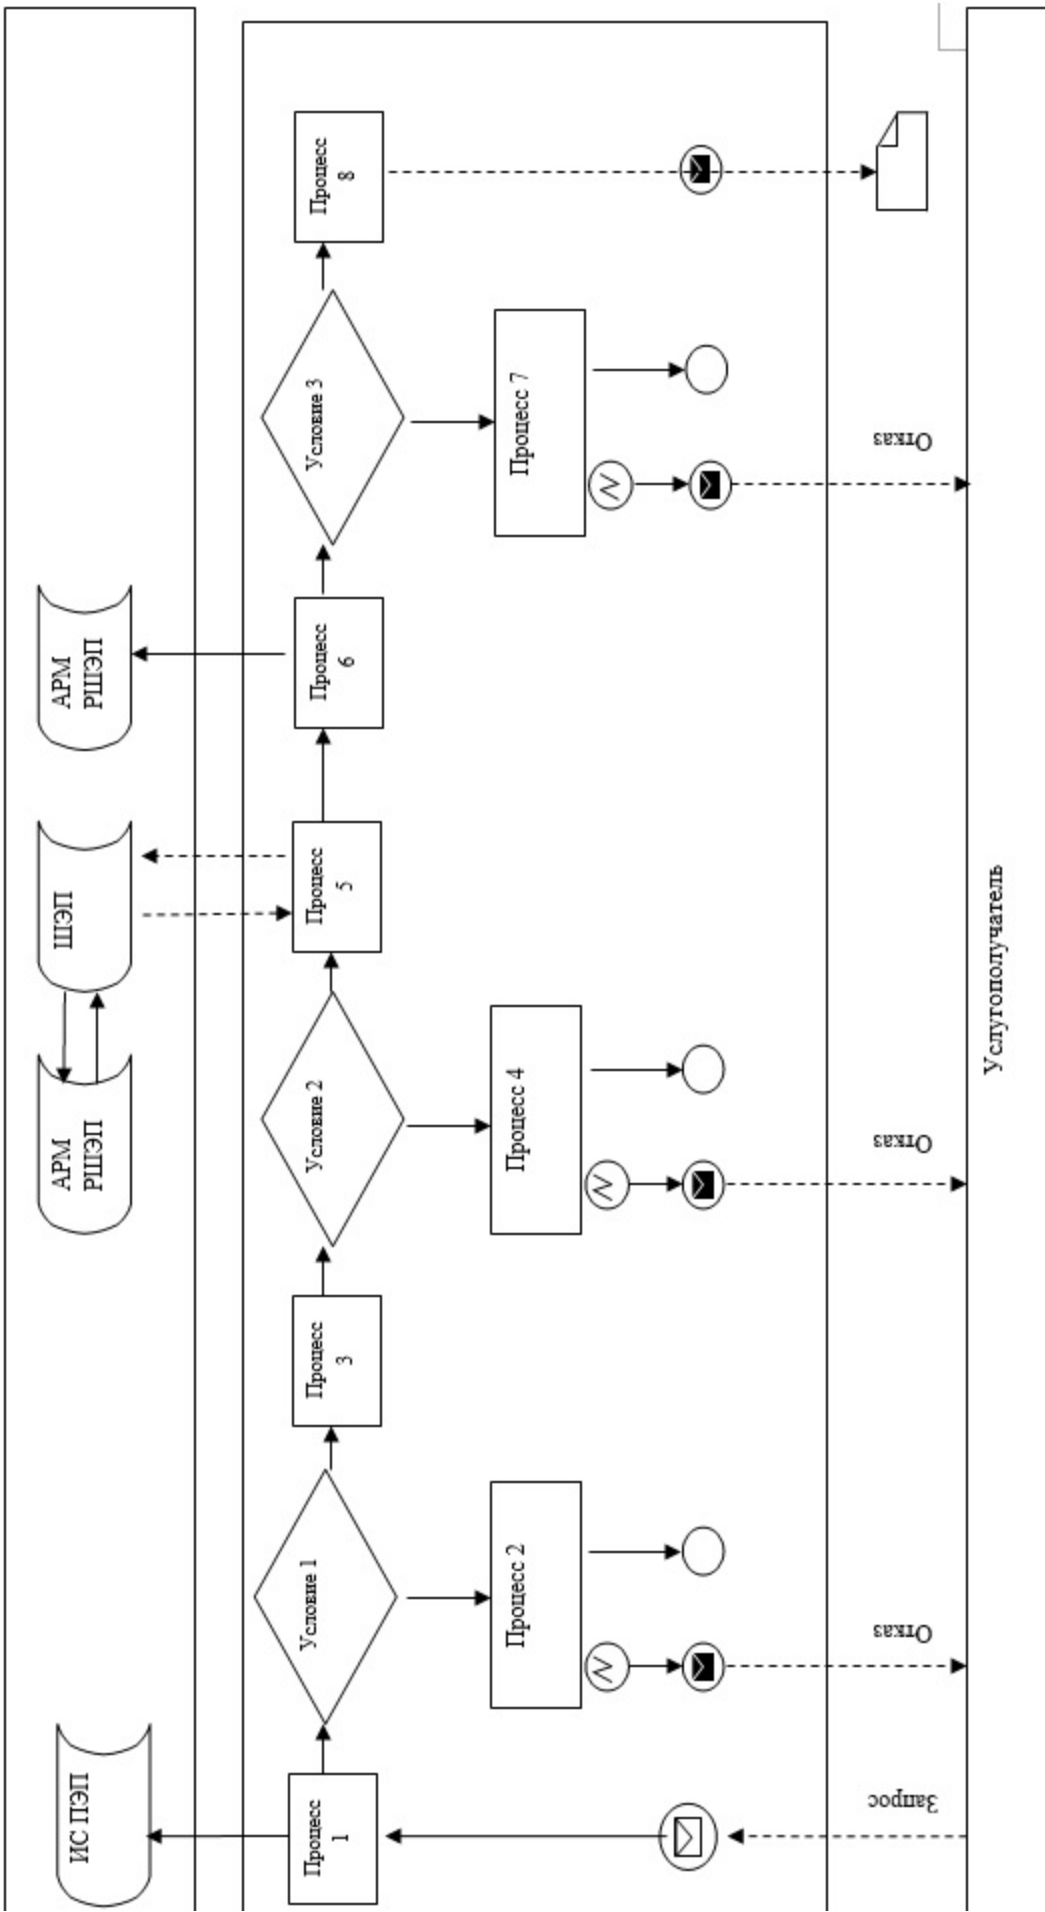 ИС ПЭП
АРМ
РШЭП
ШЭП
АРМ
РШЭП
Процесс
1
Условие 1
Процесс
3
Условие 2
Процесс
5
Процесс
6
Условие 3
Процесс
8
Процесс 2
Процесс 4
Процесс 7
Запрос
Отказ
Отказ
Отказ
Услугополучатель